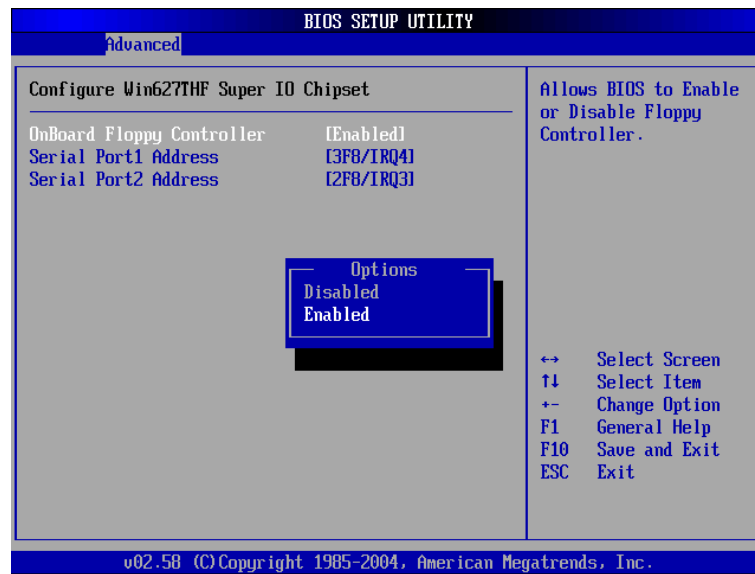 BIOS SETUP UTILITY
Advanced
Configure Win627THF Super IO Chipset
OnBoard Floppy Controller [Enabled]
Serial Port1 Address [3F8/IRQ4]
Serial Port2 Address [2F8/IRQ3]
Options
Disabled
Enabled
Allows BIOS to Enable
or Disable Floppy
Controller.
↔ Select Screen
↑↓ Select Item
+- Change Option
F1 General Help
F10 Save and Exit
ESC Exit
v02.58 (C)Copyright 1985-2004, American Megatrends, Inc.